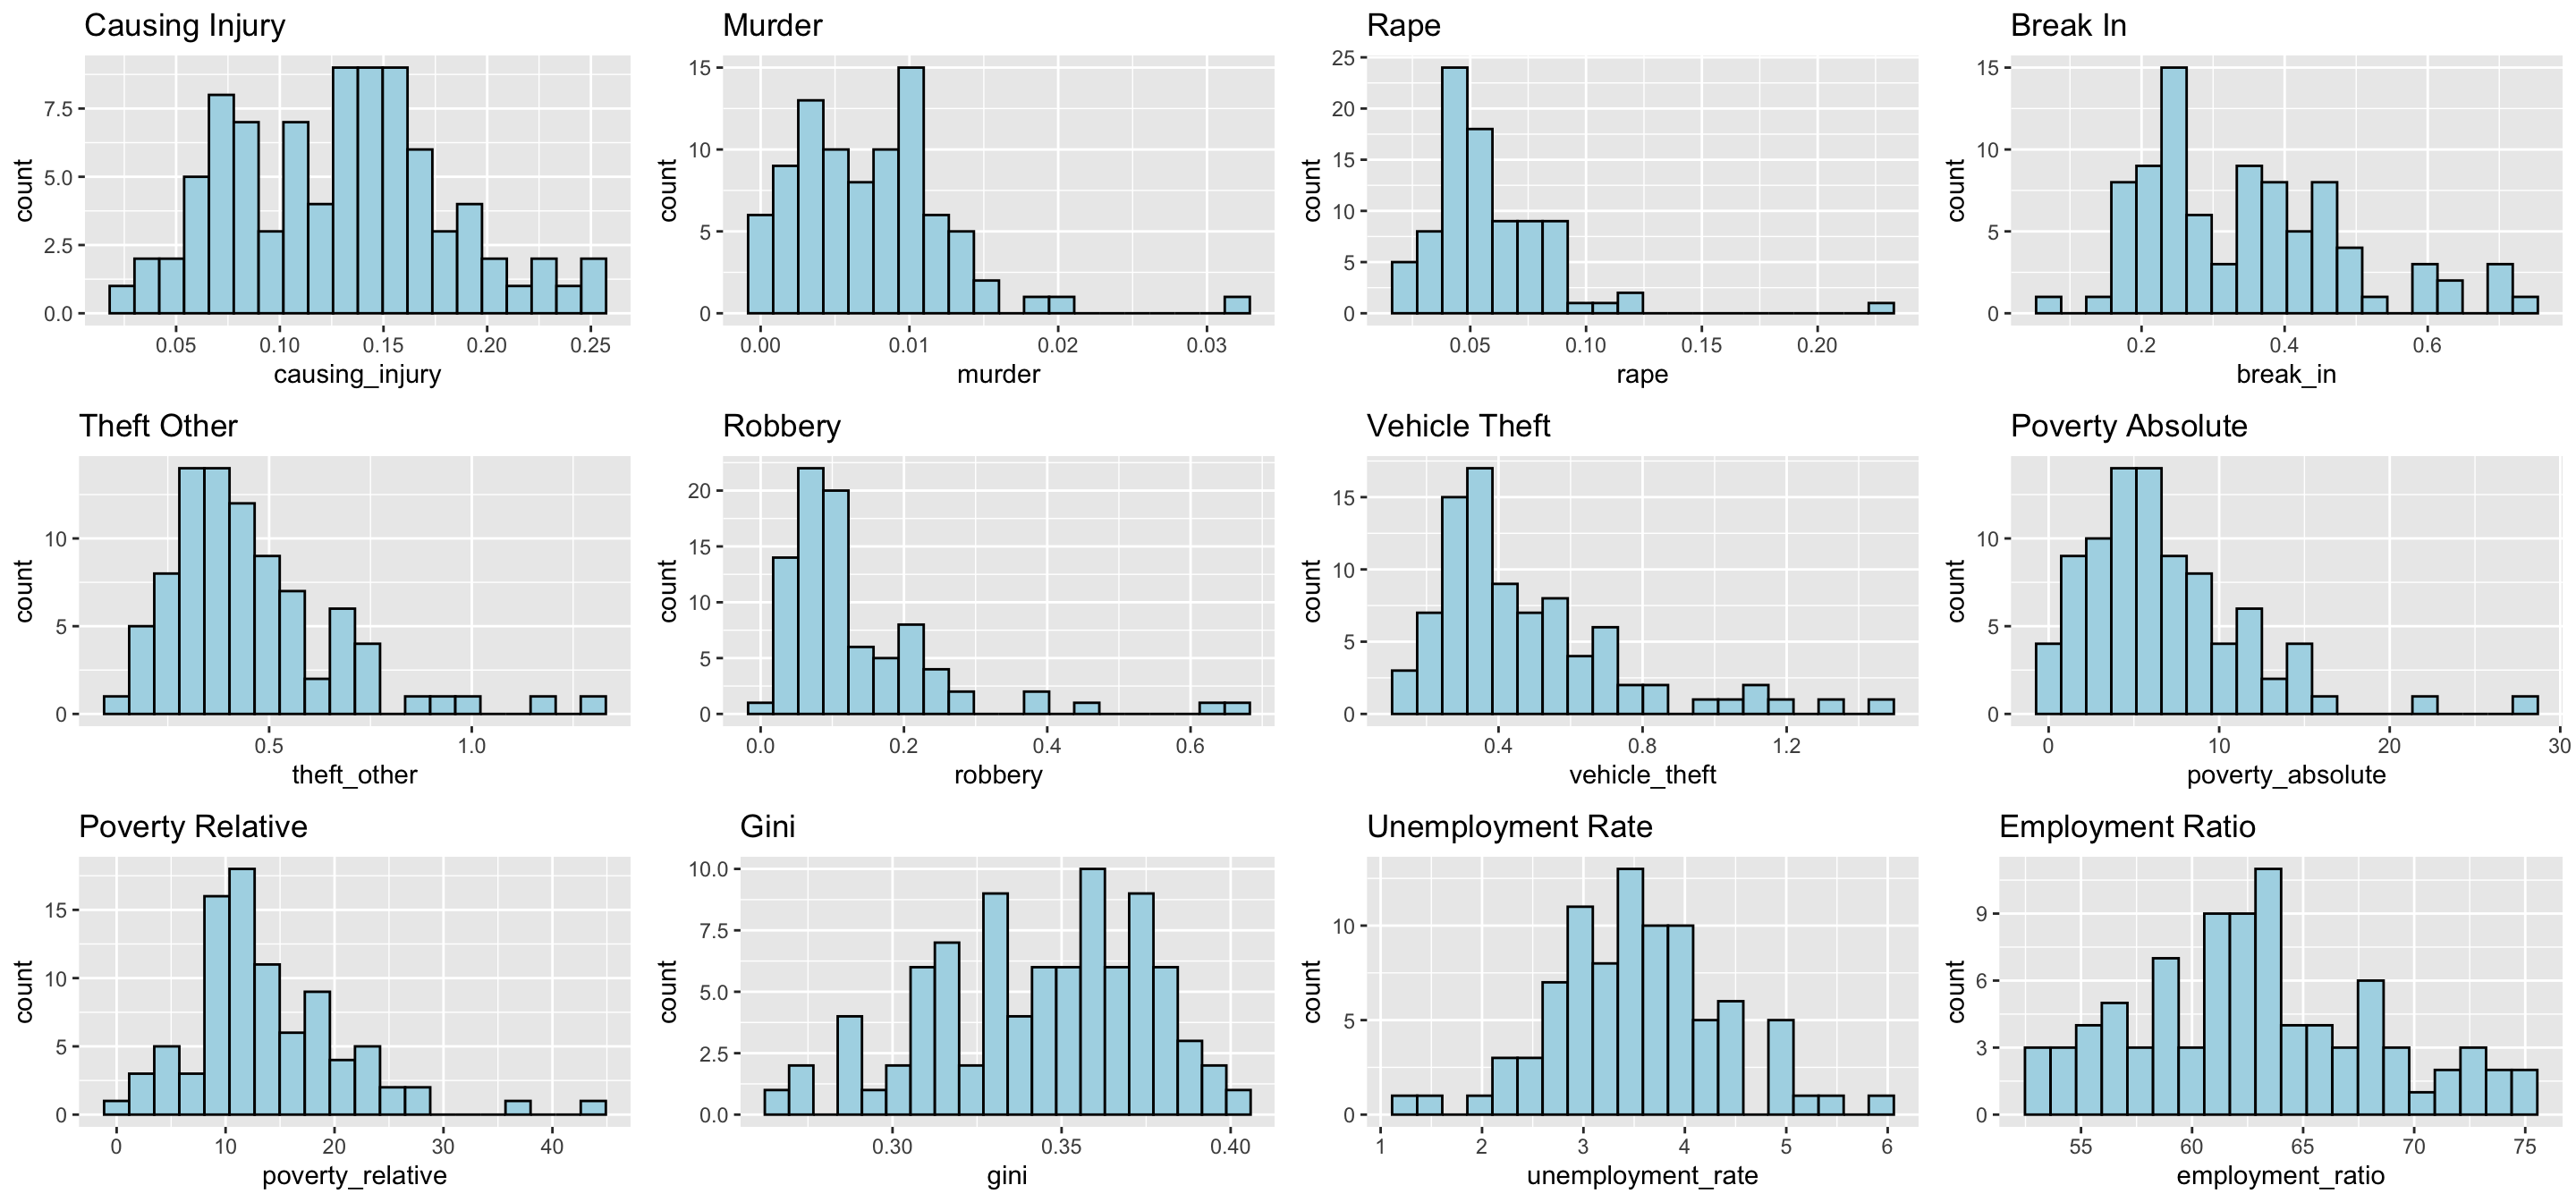 Causing Injury
Murder
Rape
Break In
count
0.0
2.5
5.0
7.5
0.05 0.10 0.15 0.20 0.25
causing_injury
count
0
5
10
15
0.00 0.01 0.02 0.03
murder
count
0
5
10
15
20
25
0.05 0.10 0.15 0.20
rape
count
0
5
10
15
0.2 0.4 0.6
break_in
Theft Other
Robbery
Vehicle Theft
Poverty Absolute
count
0
5
10
0.5 1.0
theft_other
count
0
5
10
15
20
0.0 0.2 0.4 0.6
robbery
count
0
5
10
15
0.4 0.8 1.2
vehicle_theft
count
0
5
10
0 10 20 30
poverty_absolute
Poverty Relative
Gini
Unemployment Rate
Employment Ratio
count
0
5
10
15
0 10 20 30 40
poverty_relative
count
0.0
2.5
5.0
7.5
10.0
0.30 0.35 0.40
gini
count
0
5
10
1 2 3 4 5 6
unemployment_rate
count
0
3
6
9
55 60 65 70 75
employment_ratio